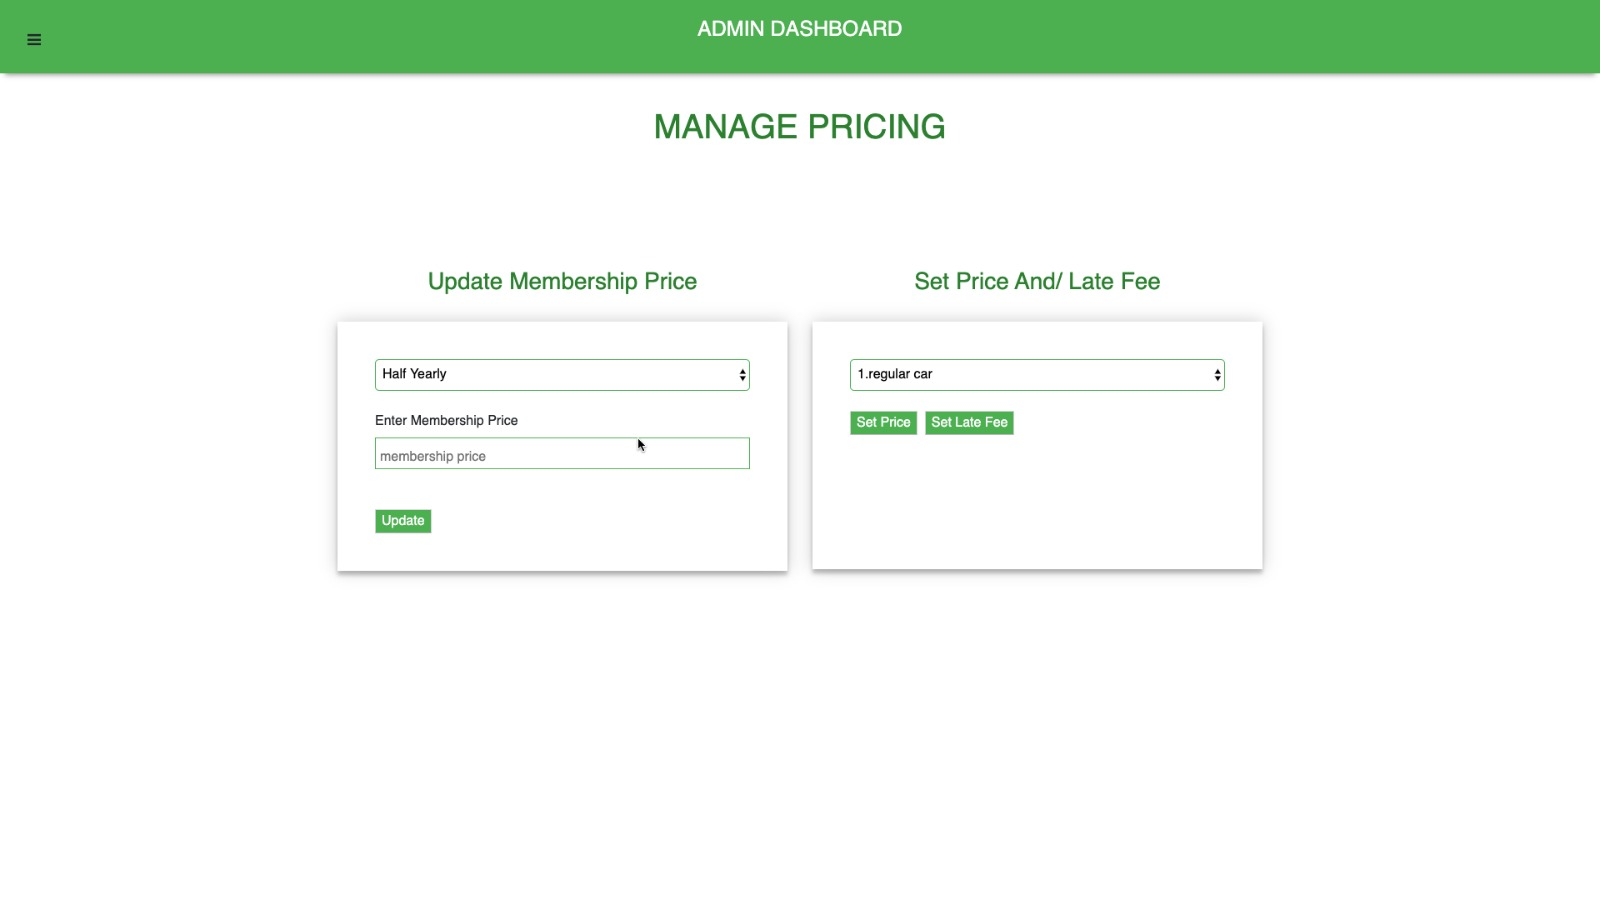 ADMIN DASHBOARD
MANAGE PRICING
Update Membership Price
Half Yearly
Enter Membership Price
membership price
Update
Set Price And/ Late Fee
1.regular car
Set Price
Set Late Fee